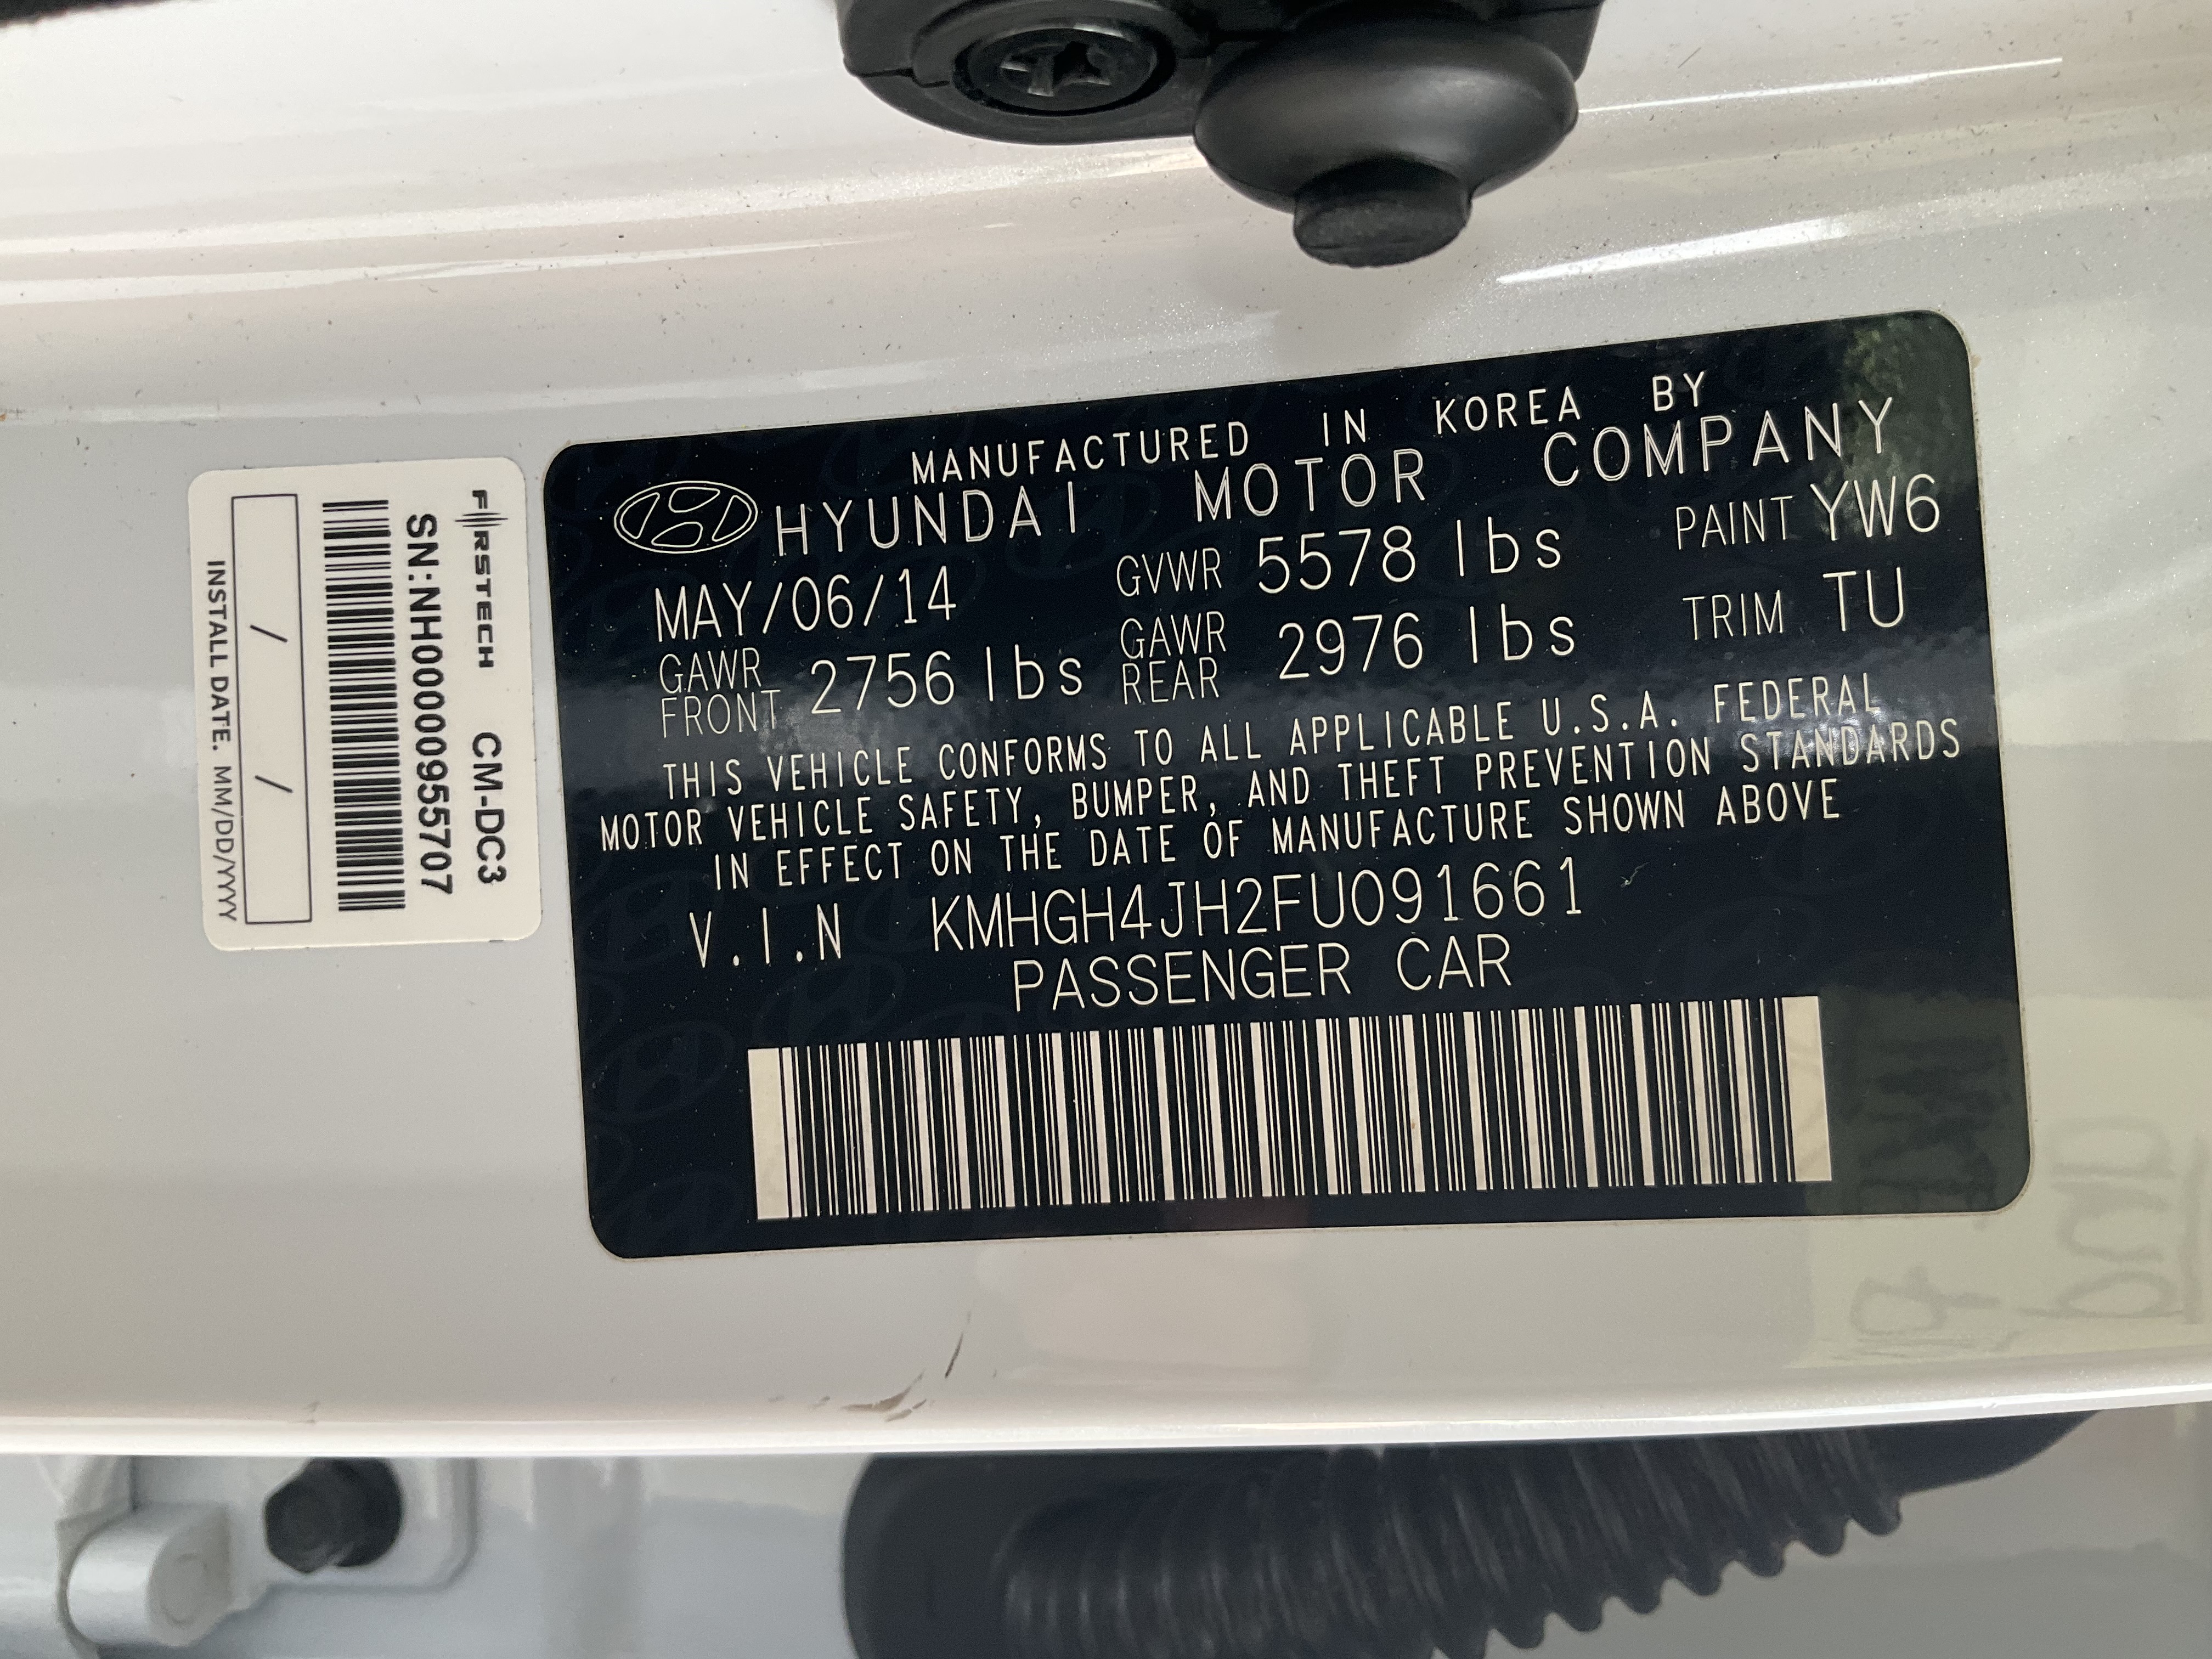 MANUFACTURED IN KOREA BY
HYUNDAI MOTOR COMPANY
MAY/06/14 GVWR 5578 lbs PAINT YW6
GAWR FRONT 2756 lbs GAWR REAR 2976 lbs TRIM TU
THIS VEHICLE CONFORMS TO ALL APPLICABLE U.S.A. FEDERAL
MOTOR VEHICLE SAFETY, BUMPER, AND THEFT PREVENTION STANDARDS
IN EFFECT ON THE DATE OF MANUFACTURE SHOWN ABOVE
V.I.N KMHGH4JH2FU091661
PASSENGER CAR
FIRSTECH CM-DC3
SN:NH00000955707
/ /
INSTALL DATE. MM/DD/YYYY